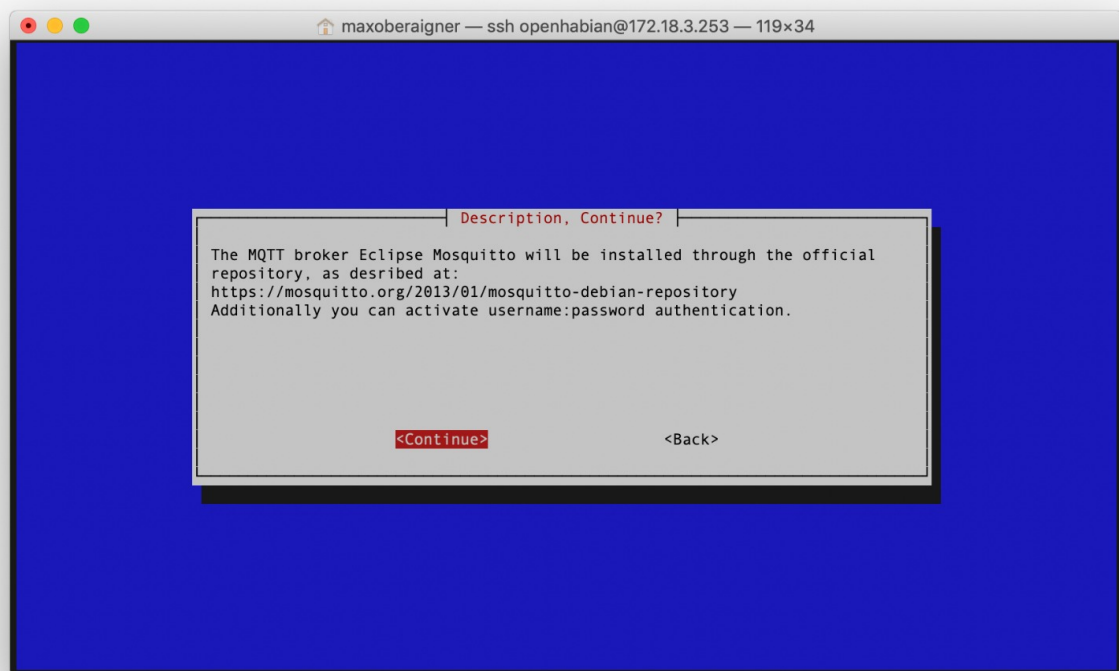 maxoberaigner — ssh openhabian@172.18.3.253 — 119×34
Description, Continue?
The MQTT broker Eclipse Mosquitto will be installed through the official
repository, as desribed at:
https://mosquitto.org/2013/01/mosquitto-debian-repository
Additionally you can activate username:password authentication.
<Continue> <Back>